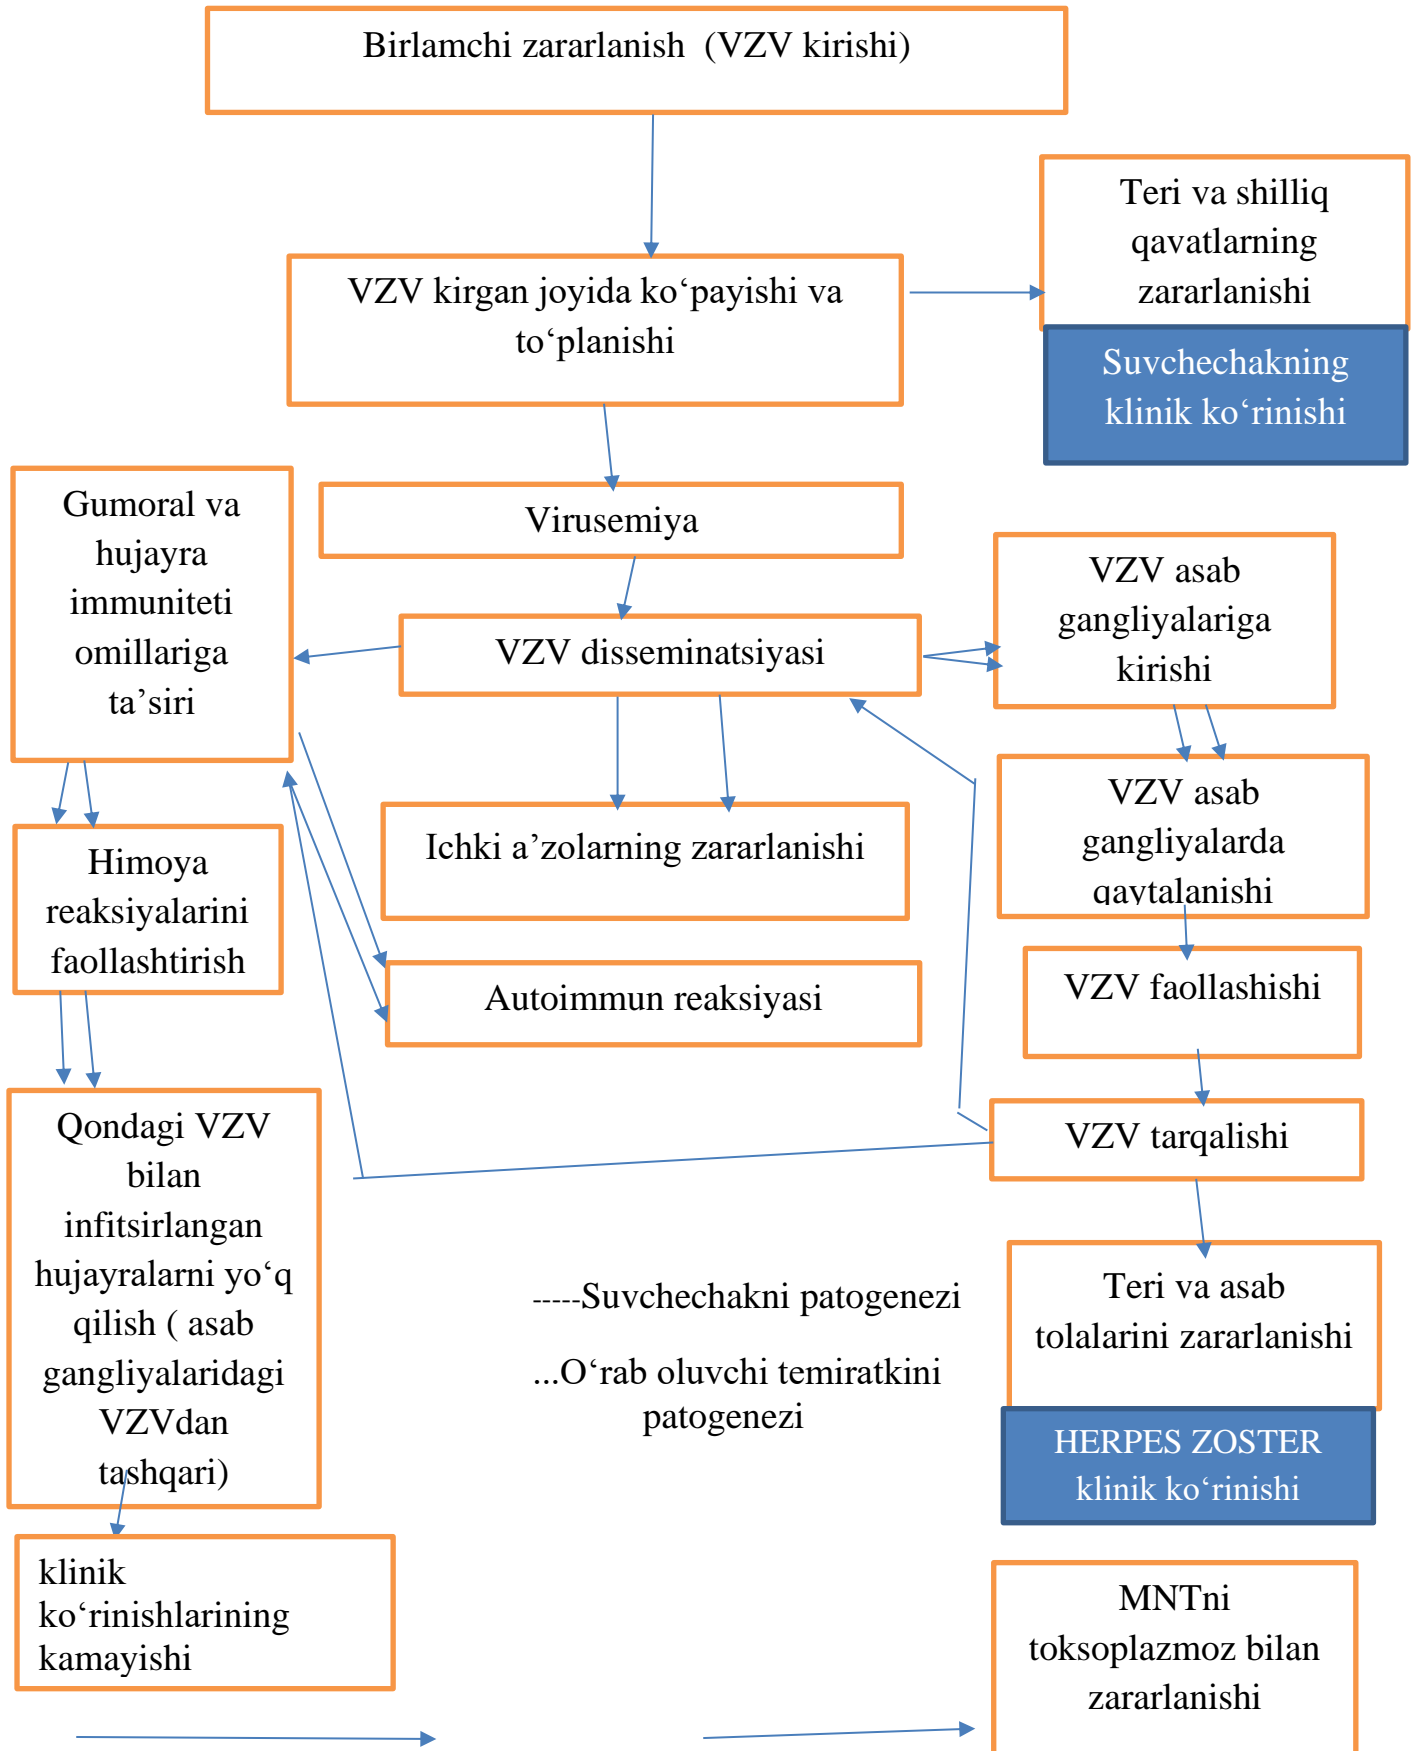 Birlamchi zararlanish (VZV kirishi)
Teri va shilliq
qavatlarning
zararlanishi
Suvchechakning
klinik ko‘rinishi
VZV kirgan joyida ko‘payishi va
to‘planishi
Gumoral va
hujayra
immuniteti
omillariga
ta’siri
Virusemiya
VZV disseminatsiyasi
VZV asab
gangliyalariga
kirishi
VZV asab
gangliyalarda
qaytalanishi
Ichki a’zolarning zararlanishi
Himoya
reaksiyalarini
faollashtirish
Autoimmun reaksiyasi
VZV faollashishi
VZV tarqalishi
Qondagi VZV
bilan
infitsirlangan
hujayralarni yo‘q
qilish ( asab
gangliyalaridagi
VZVdan
tashqari)
-----Suvchechakni patogenezi
...O‘rab oluvchi temiratkini
patogenezi
Teri va asab
tolalarini zararlanishi
HERPES ZOSTER
klinik ko‘rinishi
klinik
ko‘rinishlarining
kamayishi
MNTni
toksoplazmoz bilan
zararlanishi